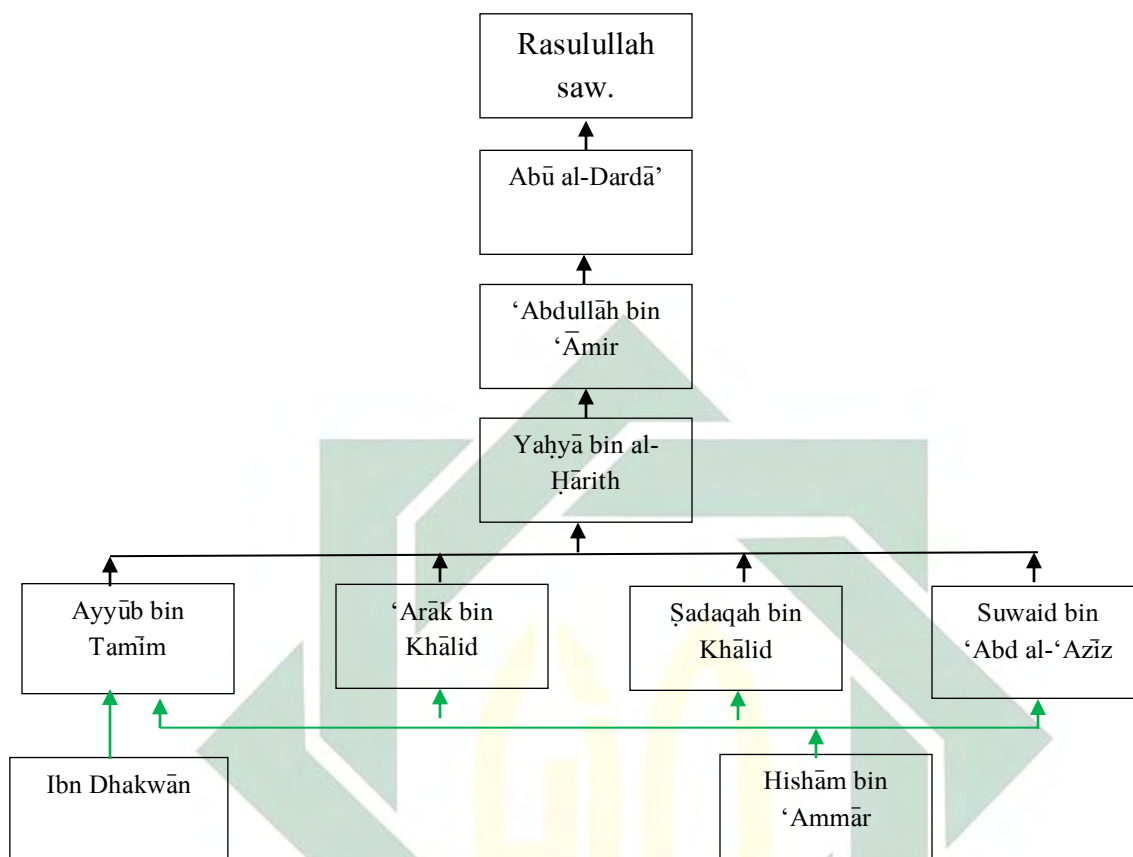 Rasulullah
saw.
Abū al-Dardā’
‘Abdullāh bin
‘Āmir
Yaḥyā bin al-
Ḥārith
Ayyūb bin
Tamīm
‘Arāk bin
Khālid
Ṣadaqah bin
Khālid
Suwaid bin
‘Abd al-‘Azīz
Ibn Dhakwān
Hishām bin
‘Ammār